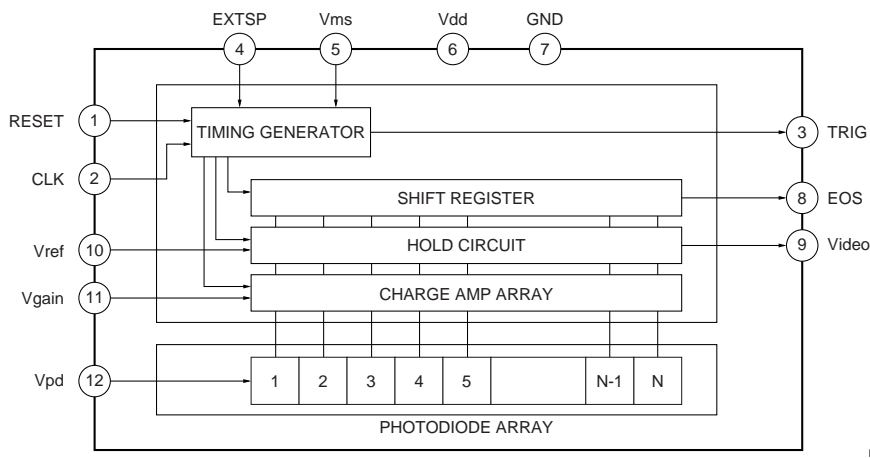 EXTSP Vms Vdd GND
4 5 6 7
RESET 1 TIMING GENERATOR 3 TRIG
CLK 2
SHIFT REGISTER 8 EOS
Vref 10 HOLD CIRCUIT 9 Video
Vgain 11 CHARGE AMP ARRAY
Vpd 12 1 2 3 4 5 N-1 N
PHOTODIODE ARRAY